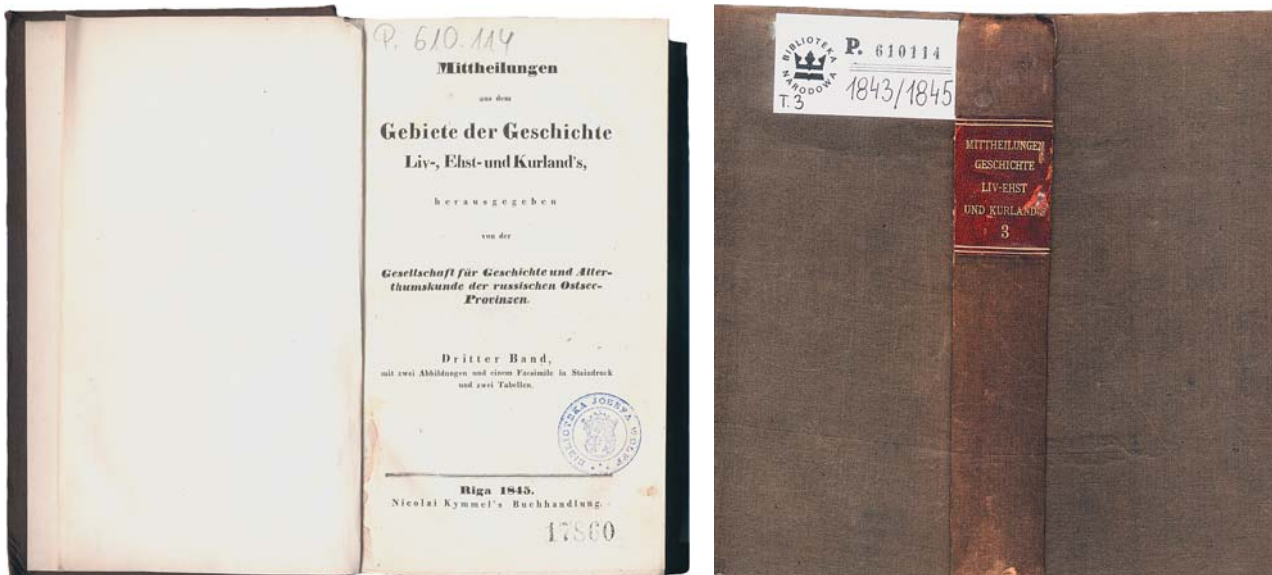 P. 610.114
Mittheilungen
aus dem
Gebiete der Geschichte
Liv-, Ehst- und Kurland's,
herausgegeben
von der
Gesellschaft für Geschichte und Alter-
thumskunde der russischen Ostsee-
Provinzen.
Dritter Band,
mit zwei Abbildungen und einem Facsimile in Steindruck
und zwei Tabellen.
BIBLIOTEKA JÓZEFA WOLFF
Riga 1845.
Nicolai Kymmel's Buchhandlung.
17860
BIBLIOTEKA NARODOWA
P. 610114
1843/1845
T. 3
MITTHEILUNGEN
GESCHICHTE
LIV-EHST
UND KURLAND
3